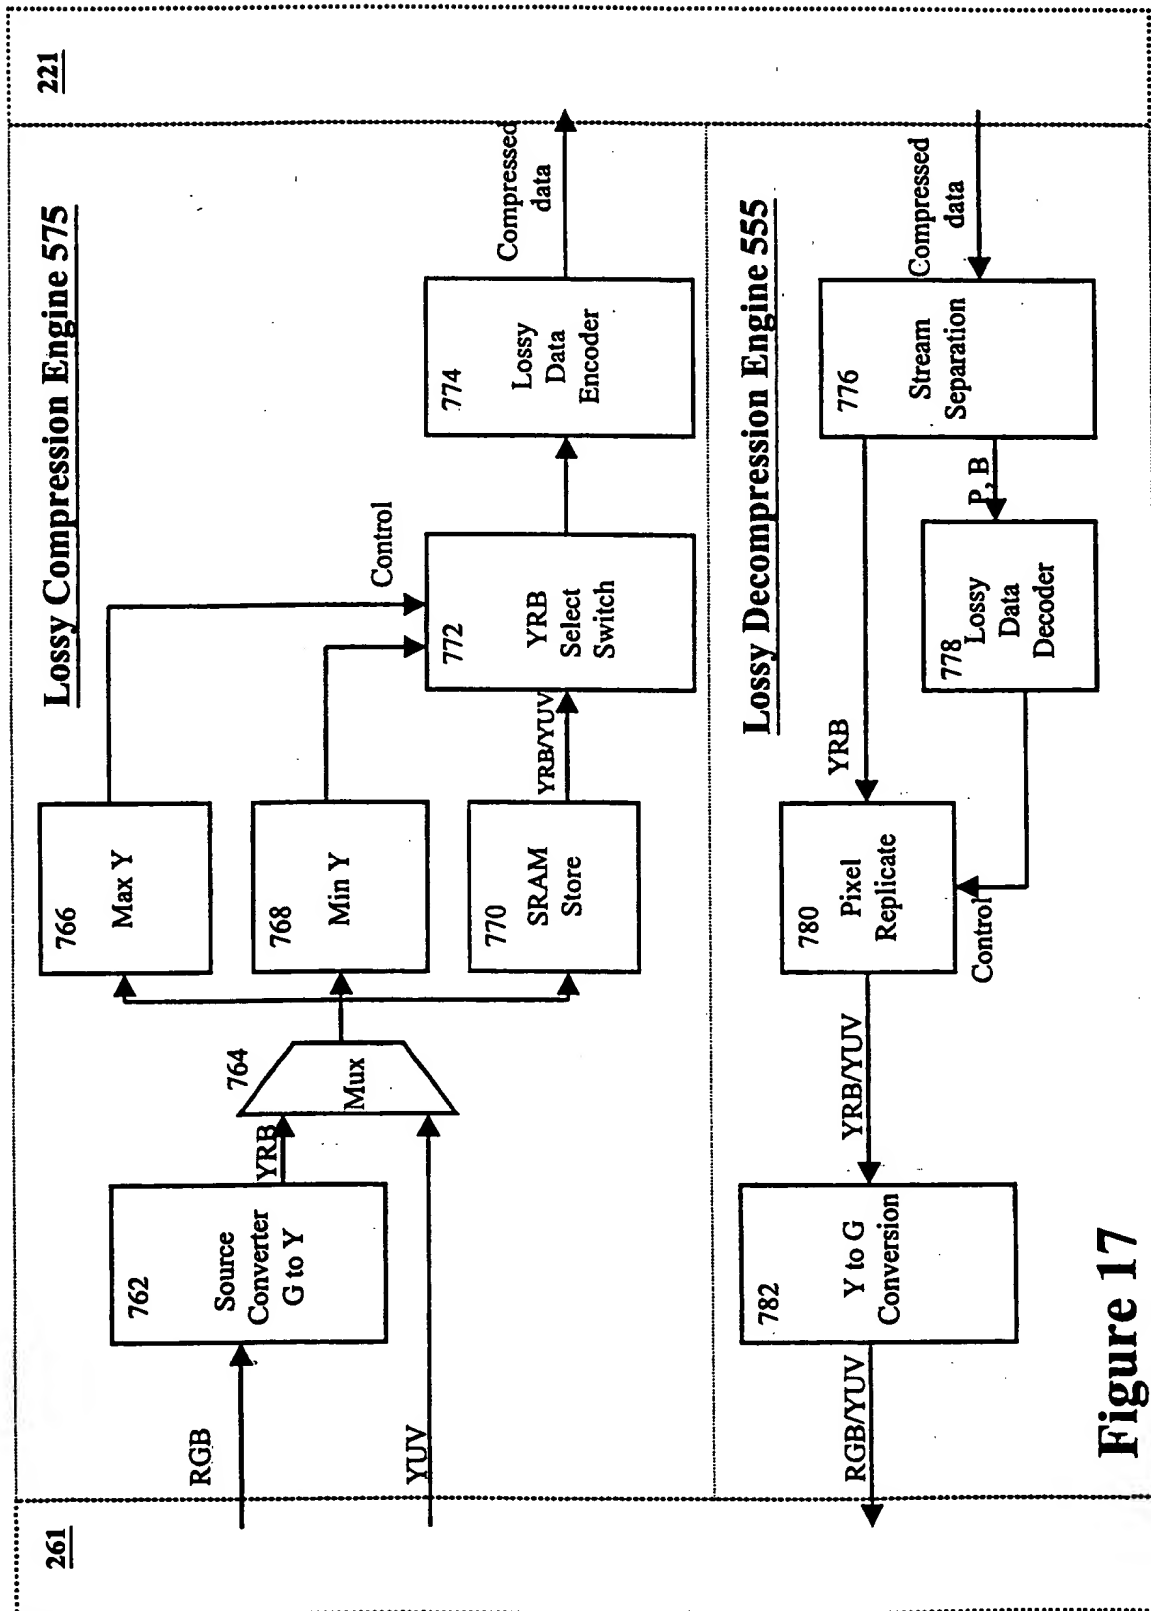 261
221
Lossy Compression Engine 575
RGB
YUV
762
Source
Converter
G to Y
YRB
764
Mux
766
Max Y
768
Min Y
770
SRAM
Store
YRB/YUV
Control
772
YRB
Select
Switch
774
Lossy
Data
Encoder
Compressed
data
Lossy Decompression Engine 555
RGB/YUV
782
Y to G
Conversion
YRB/YUV
780
Pixel
Replicate
Control
YRB
778
Lossy
Data
Decoder
P, B
776
Stream
Separation
Compressed
data
Figure 17